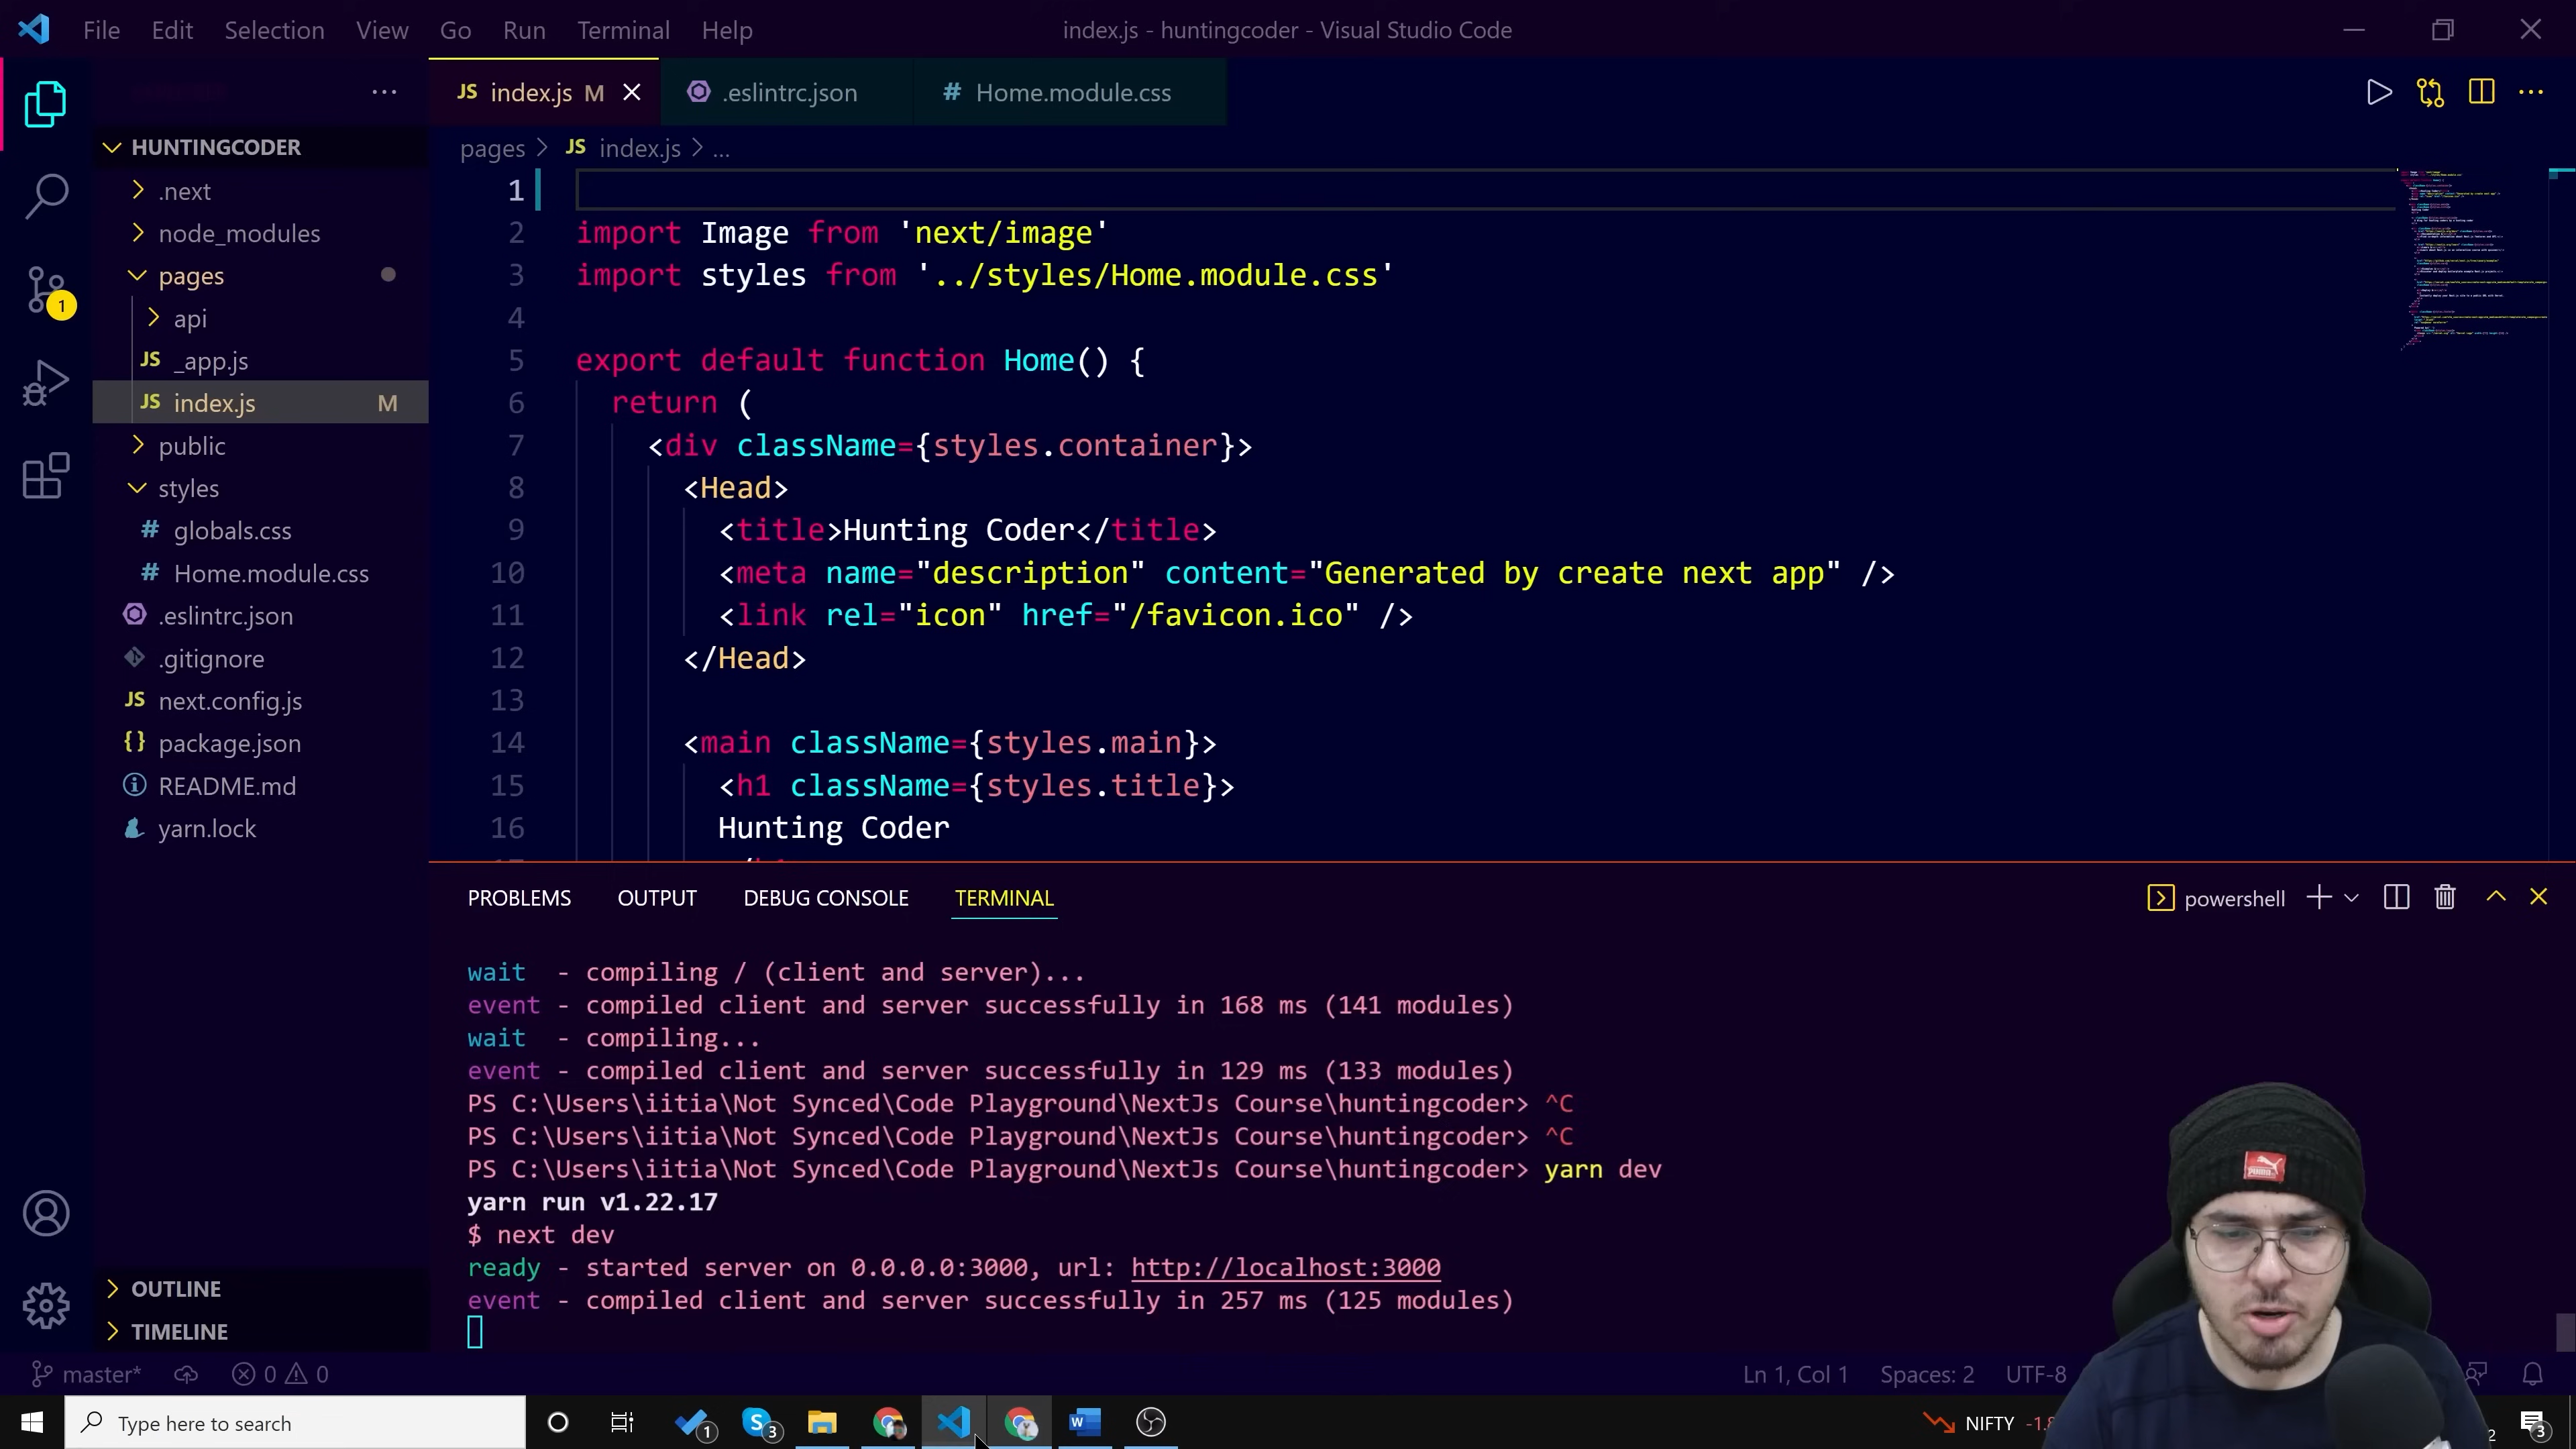 File Edit Selection View Go Run Terminal Help
index.js - huntingcoder - Visual Studio Code
JS index.js M
.eslintrc.json
# Home.module.css
HUNTINGCODER
.next
node_modules
pages
api
JS _app.js
JS index.js M
public
styles
# globals.css
# Home.module.css
.eslintrc.json
.gitignore
JS next.config.js
{} package.json
README.md
yarn.lock
OUTLINE
TIMELINE
1
pages > JS index.js > ...
1
2 import Image from 'next/image'
3 import styles from '../styles/Home.module.css'
4
5 export default function Home() {
6 return (
7 <div className={styles.container}>
8 <Head>
9 <title>Hunting Coder</title>
10 <meta name="description" content="Generated by create next app" />
11 <link rel="icon" href="/favicon.ico" />
12 </Head>
13
14 <main className={styles.main}>
15 <h1 className={styles.title}>
16 Hunting Coder
PROBLEMS OUTPUT DEBUG CONSOLE TERMINAL
powershell
wait - compiling / (client and server)...
event - compiled client and server successfully in 168 ms (141 modules)
wait - compiling...
event - compiled client and server successfully in 129 ms (133 modules)
PS C:\Users\iitia\Not Synced\Code Playground\NextJs Course\huntingcoder> ^C
PS C:\Users\iitia\Not Synced\Code Playground\NextJs Course\huntingcoder> ^C
PS C:\Users\iitia\Not Synced\Code Playground\NextJs Course\huntingcoder> yarn dev
yarn run v1.22.17
$ next dev
ready - started server on 0.0.0.0:3000, url: http://localhost:3000
event - compiled client and server successfully in 257 ms (125 modules)
master* 0 0
Ln 1, Col 1 Spaces: 2 UTF-8
Type here to search
1
3
W
NIFTY
2
3
PUMA